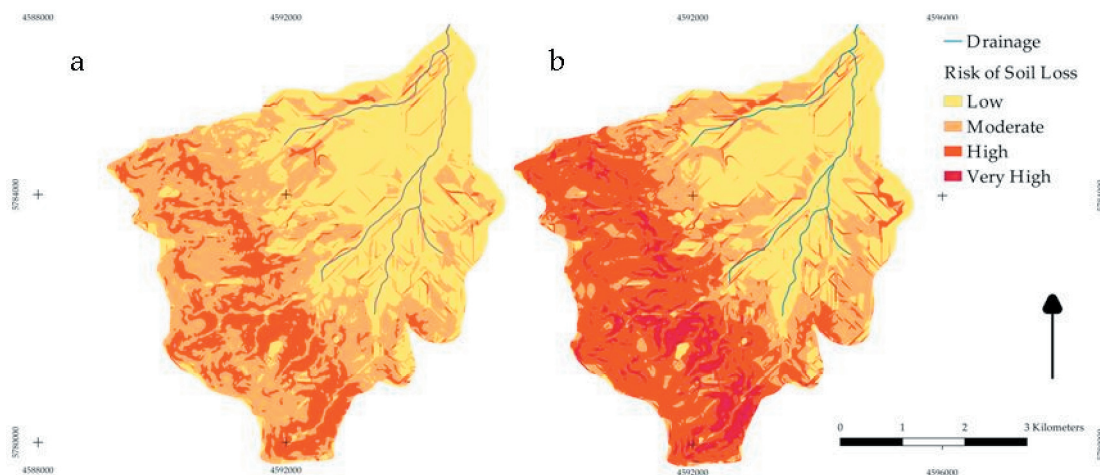 4588000
4592000
4592000
4596000
a
b
Drainage
Risk of Soil Loss
Low
Moderate
High
Very High
5784000
0
1
2
3 Kilometers
5780000
4588000
4592000
4592000
4596000